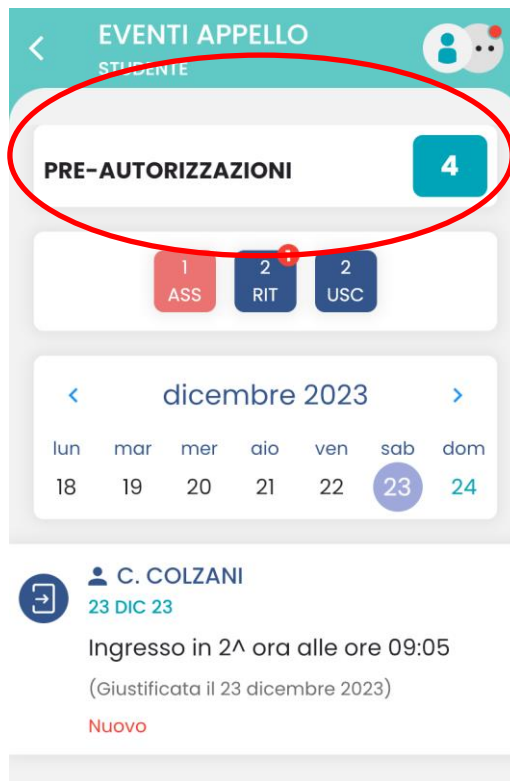 EVENTI APPELLO
STUDENTE
PRE-AUTORIZZAZIONI 4
1 2 1 2
ASS RIT USC
dicembre 2023
lun mar mer gio ven sab dom
18 19 20 21 22 23 24
C. COLZANI
23 DIC 23
Ingresso in 2^ ora alle ore 09:05
(Giustificata il 23 dicembre 2023)
Nuovo